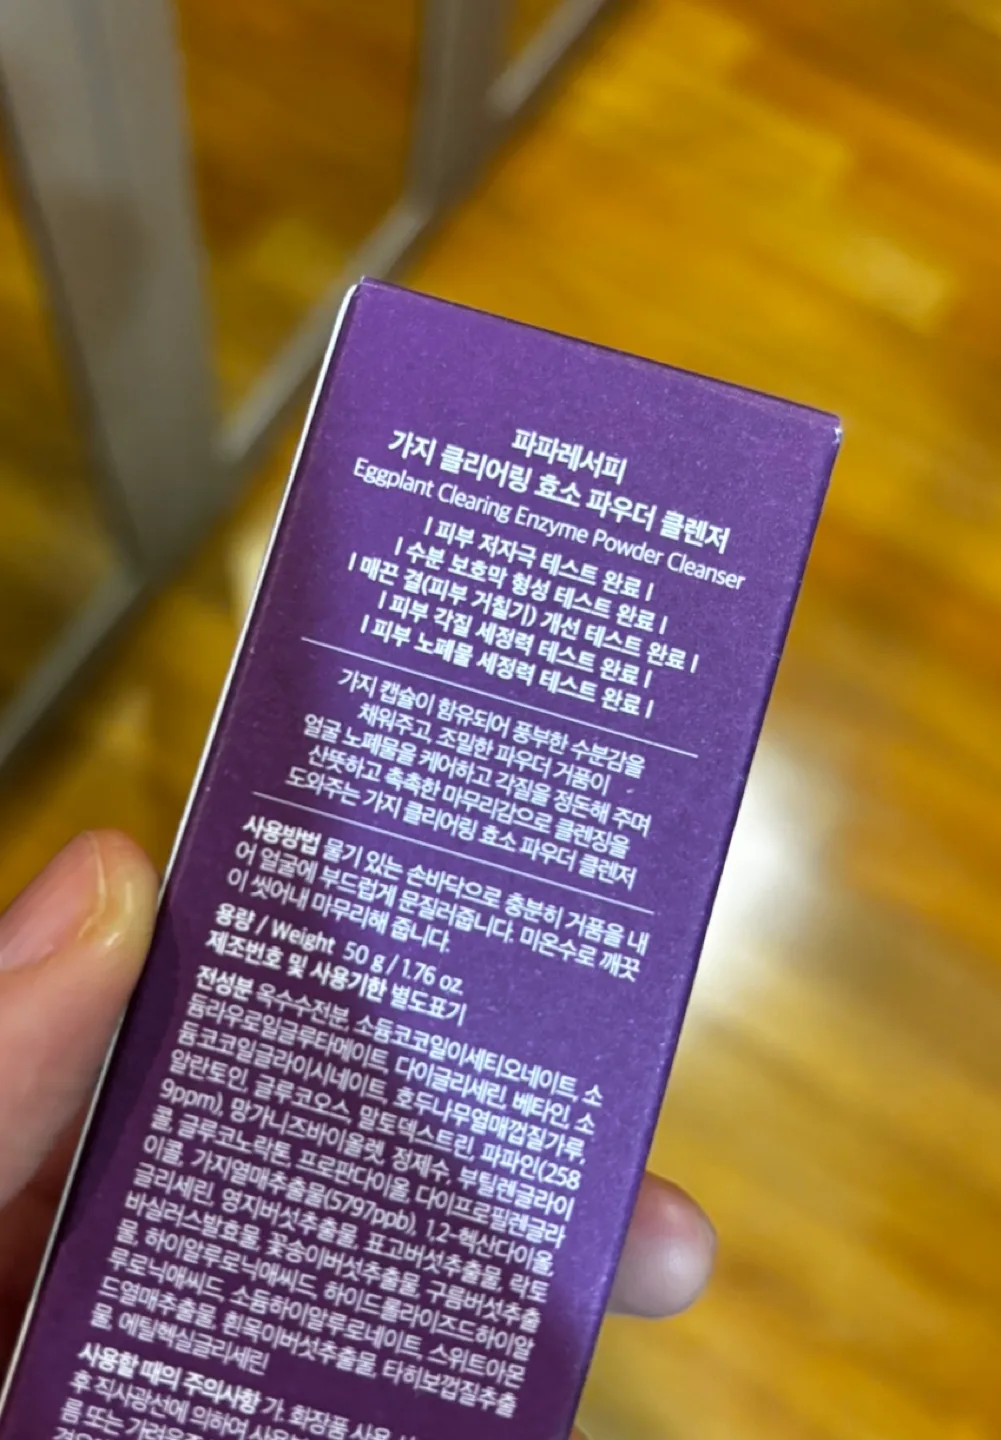 파파레서피
가지 클리어링 효소 파우더 클렌저
Eggplant Clearing Enzyme Powder Cleanser
| 피부 저자극 테스트 완료 |
| 수분 보호막 형성 테스트 완료 |
| 매끈 결(피부 거칠기) 개선 테스트 완료 |
| 피부 각질 세정력 테스트 완료 |
| 피부 노폐물 세정력 테스트 완료 |
가지 캡슐이 함유되어 풍부한 수분감을
채워주고, 조밀한 파우더 거품이
얼굴 노폐물을 케어하고 각질을 정돈해 주며
산뜻하고 촉촉한 마무리감으로 클렌징을
도와주는 가지 클리어링 효소 파우더 클렌저
사용방법 물기 있는 손바닥으로 충분히 거품을 내
어 얼굴에 부드럽게 문질러줍니다. 미온수로 깨끗
이 씻어내 마무리해 줍니다.
용량 / Weight 50 g / 1.76 oz
제조번호 및 사용기한 별도표기
전성분 옥수수전분, 소듐코코일이세티오네이트, 소
듐라우로일글루타메이트, 다이글리세린, 베타인, 소
듐코코일글라이시네이트, 호두나무열매껍질가루,
알란토인, 글루코오스, 말토덱스트린, 파파인(258
9ppm), 망가니즈바이올렛, 정제수, 부틸렌글라이
콜, 글루코노락톤, 프로판다이올, 다이프로필렌글라
이콜, 가지열매추출물(5797ppb), 1,2-헥산다이올,
글리세린, 영지버섯추출물, 표고버섯추출물, 락토
바실러스발효물, 꽃송이버섯추출물, 구름버섯추출
물, 하이알루로닉애씨드, 하이드롤라이즈드하이알
루로닉애씨드, 소듐하이알루로네이트, 스위트아몬
드열매추출물, 흰목이버섯추출물, 타히보껍질추출
물, 에틸헥실글리세린
사용할 때의 주의사항 가. 화장품 사용
후 직사광선에 의하여
름 또는